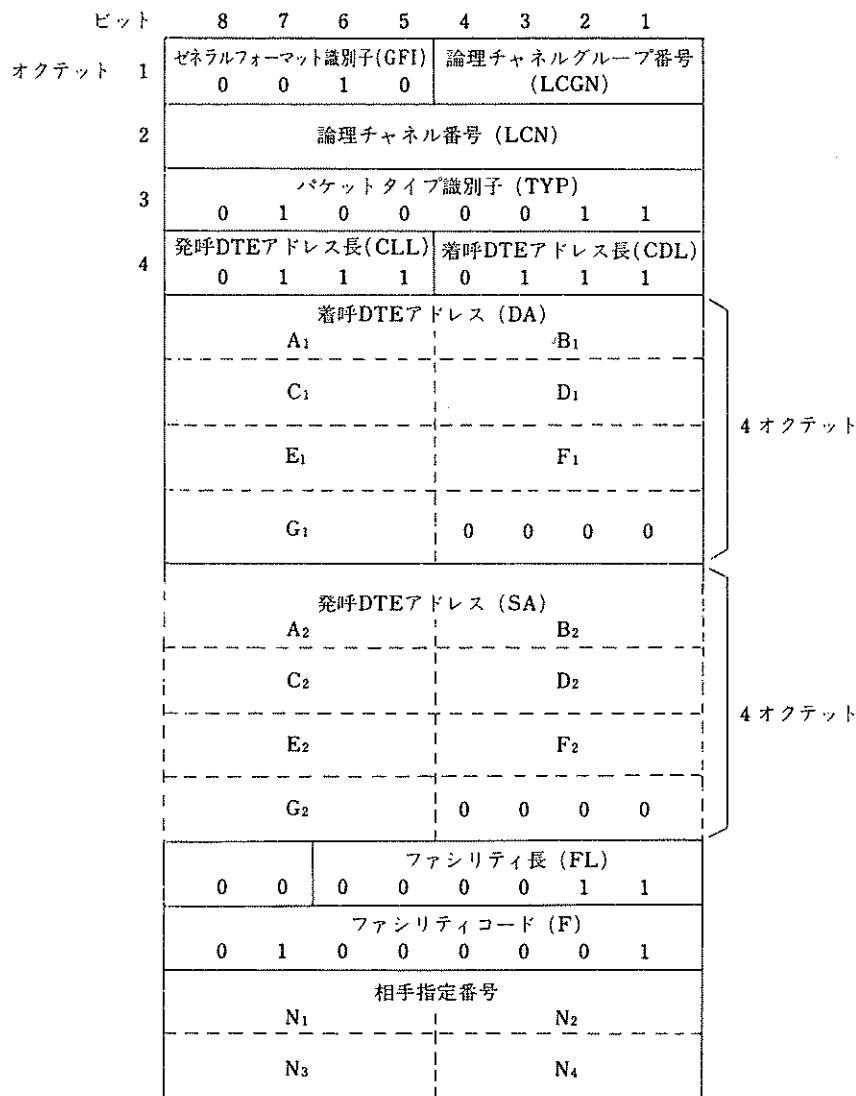 ビット 8 7 6 5 4 3 2 1
オクテット 1
ゼネラルフォーマット識別子(GFI)
0 0 1 0
論理チャネルグループ番号
(LCGN)
2
論理チャネル番号 (LCN)
3
パケットタイプ識別子 (TYP)
0 1 0 0 0 0 1 1
4
発呼DTEアドレス長(CLL)
0 1 1 1
着呼DTEアドレス長(CDL)
0 1 1 1
着呼DTEアドレス (DA)
A₁ B₁
C₁ D₁
E₁ F₁
G₁ 0 0 0 0
4 オクテット
発呼DTEアドレス (SA)
A₂ B₂
C₂ D₂
E₂ F₂
G₂ 0 0 0 0
4 オクテット
ファシリティ長 (FL)
0 0 0 0 0 0 1 1
ファシリティコード (F)
0 1 0 0 0 0 0 1
相手指定番号
N₁ N₂
N₃ N₄